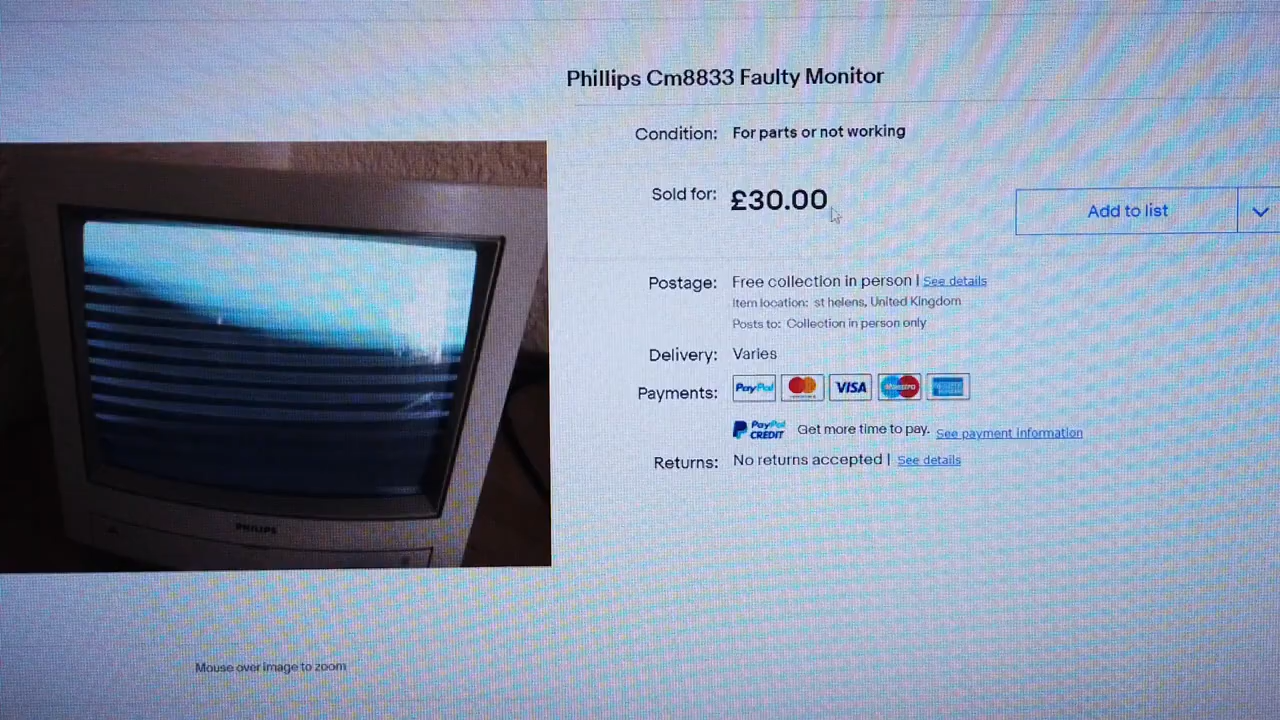 Phillips Cm8833 Faulty Monitor
Condition: For parts or not working
Sold for: £30.00
Add to list
Postage: Free collection in person | See details
Item location: st helens, United Kingdom
Posts to: Collection in person only
Delivery: Varies
Payments: PayPal VISA Maestro
PayPal CREDIT Get more time to pay. See payment information
Returns: No returns accepted | See details
PHILIPS
Mouse over image to zoom